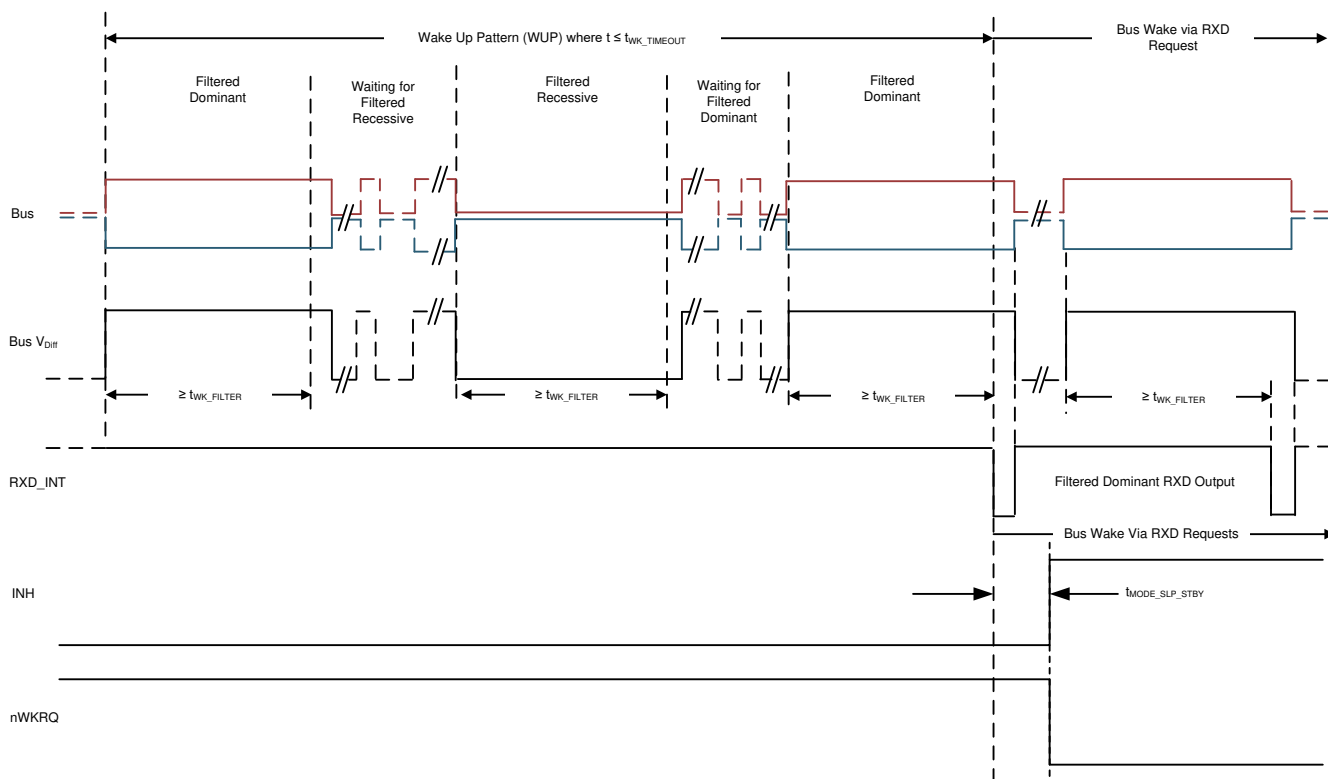 Wake Up Pattern (WUP) where t ≤ tWK_TIMEOUT
Bus Wake via RXD
Request
Filtered
Dominant
Waiting for
Filtered
Recessive
Filtered
Recessive
Waiting for
Filtered
Dominant
Filtered
Dominant
Bus
Bus VDiff
≥ tWK_FILTER
≥ tWK_FILTER
≥ tWK_FILTER
≥ tWK_FILTER
RXD_INT
Filtered Dominant RXD Output
Bus Wake Via RXD Requests
INH
tMODE_SLP_STBY
nWKRQ